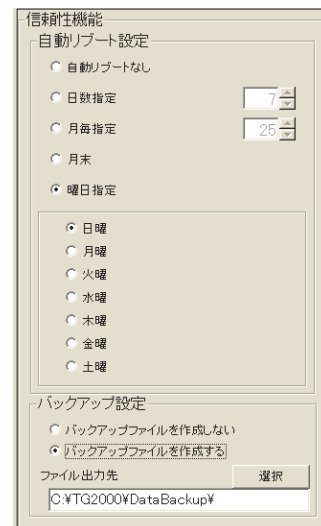 信頼性機能
自動リブート設定
自動リブートなし
日数指定 7
月毎指定 25
月末
曜日指定
日曜
月曜
火曜
水曜
木曜
金曜
土曜
バックアップ設定
バックアップファイルを作成しない
バックアップファイルを作成する
ファイル出力先 選択
C:¥TG2000¥DataBackup¥